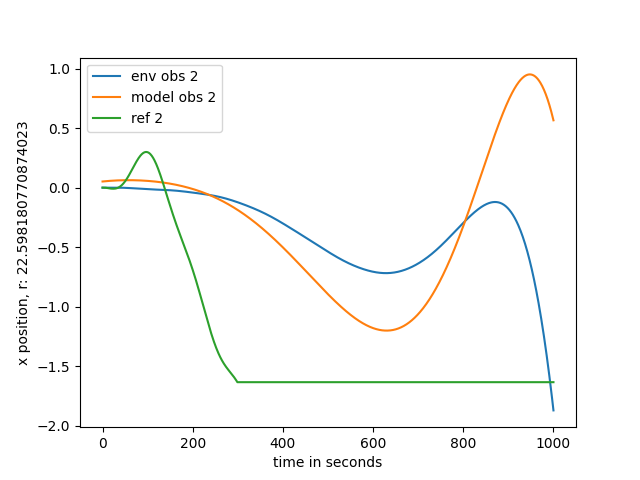 env obs 2
model obs 2
ref 2
1.0
0.5
0.0
−0.5
−1.0
−1.5
−2.0
x position, r: 22.598180770874023
0 200 400 600 800 1000
time in seconds